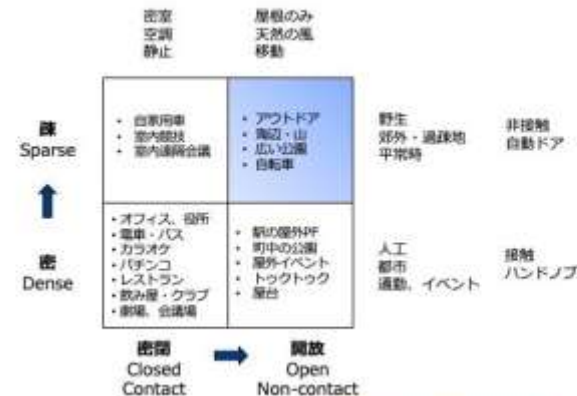 密室
空調
静止
屋根のみ
天然の風
移動
疎
Sparse
密
Dense
• 自家用車
• 室内競技
• 室内遠隔会議
• アウトドア
• 海辺・山
• 広い公園
• 自転車
野生
郊外・過疎地
平常時
非接触
自動ドア
• オフィス、役所
• 電車・バス
• カラオケ
• パチンコ
• レストラン
• 飲み屋・クラブ
• 劇場、会議場
• 駅の屋外PF
• 町中の公園
• 屋外イベント
• トゥクトゥク
• 屋台
人工
都市
通勤、イベント
接触
ハンドノブ
密閉
Closed
Contact
開放
Open
Non-contact